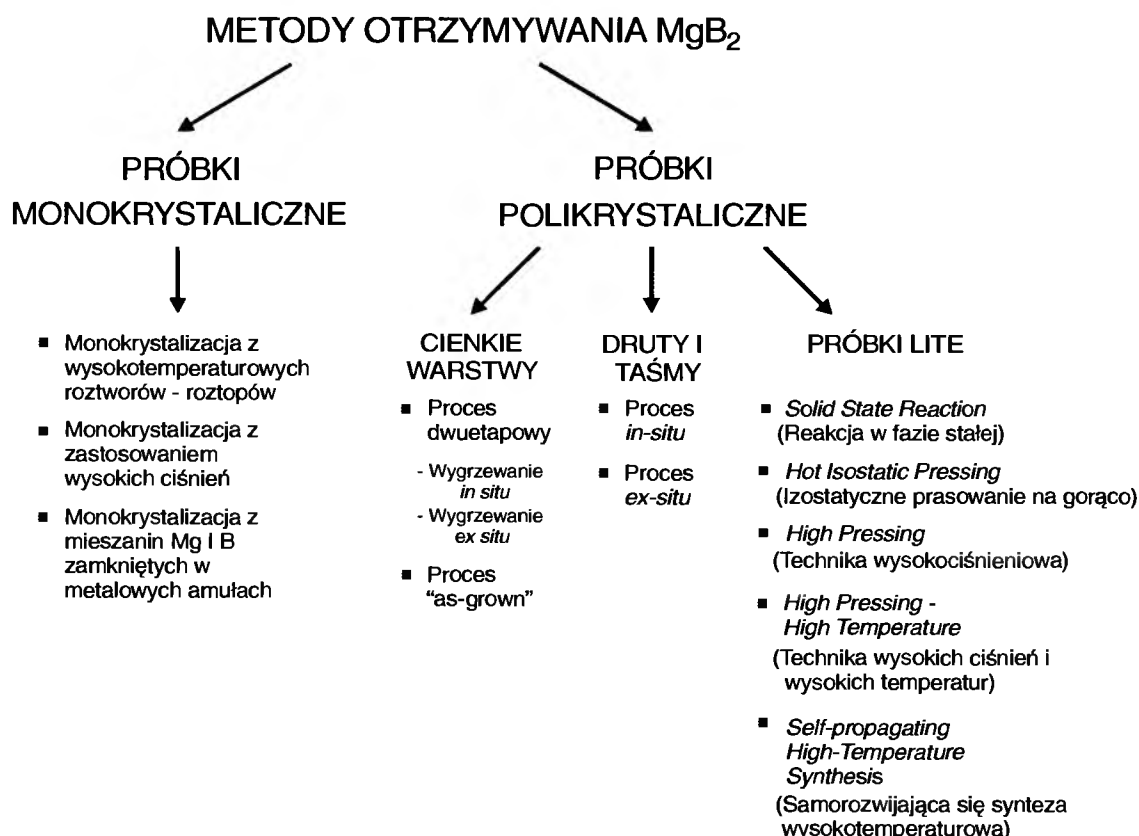 METODY OTRZYMYWANIA MgB₂
PRÓBKI
MONOKRYSTALICZNE
■ Monokrystalizacja z
wysokotemperaturowych
roztworów - roztopów
■ Monokrystalizacja z
zastosowaniem
wysokich ciśnień
■ Monokrystalizacja z
mieszanin Mg I B
zamkniętych w
metalowych amułach
PRÓBKI
POLIKRYSTALICZNE
CIENKIE
WARSTWY
■ Proces
dwuetapowy
- Wygrzewanie
in situ
- Wygrzewanie
ex situ
■ Proces
“as-grown”
DRUTY I
TAŚMY
■ Proces
in-situ
■ Proces
ex-situ
PRÓBKI LITE
■ Solid State Reaction
(Reakcja w fazie stałej)
■ Hot Isostatic Pressing
(Izostatyczne prasowanie na gorąco)
■ High Pressing
(Technika wysokociśnieniowa)
■ High Pressing -
High Temperature
(Technika wysokich ciśnień i
wysokich temperatur)
■ Self-propagating
High-Temperature
Synthesis
(Samorozwijająca się synteza
wysokotemperaturowa)